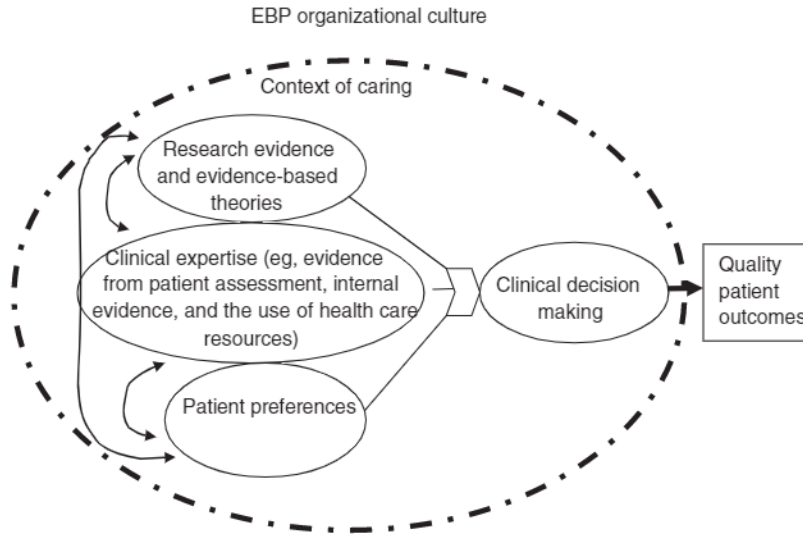 EBP organizational culture
Context of caring
Research evidence
and evidence-based
theories
Clinical expertise (eg, evidence
from patient assessment, internal
evidence, and the use of health care
resources)
Patient preferences
Clinical decision
making
Quality
patient
outcomes